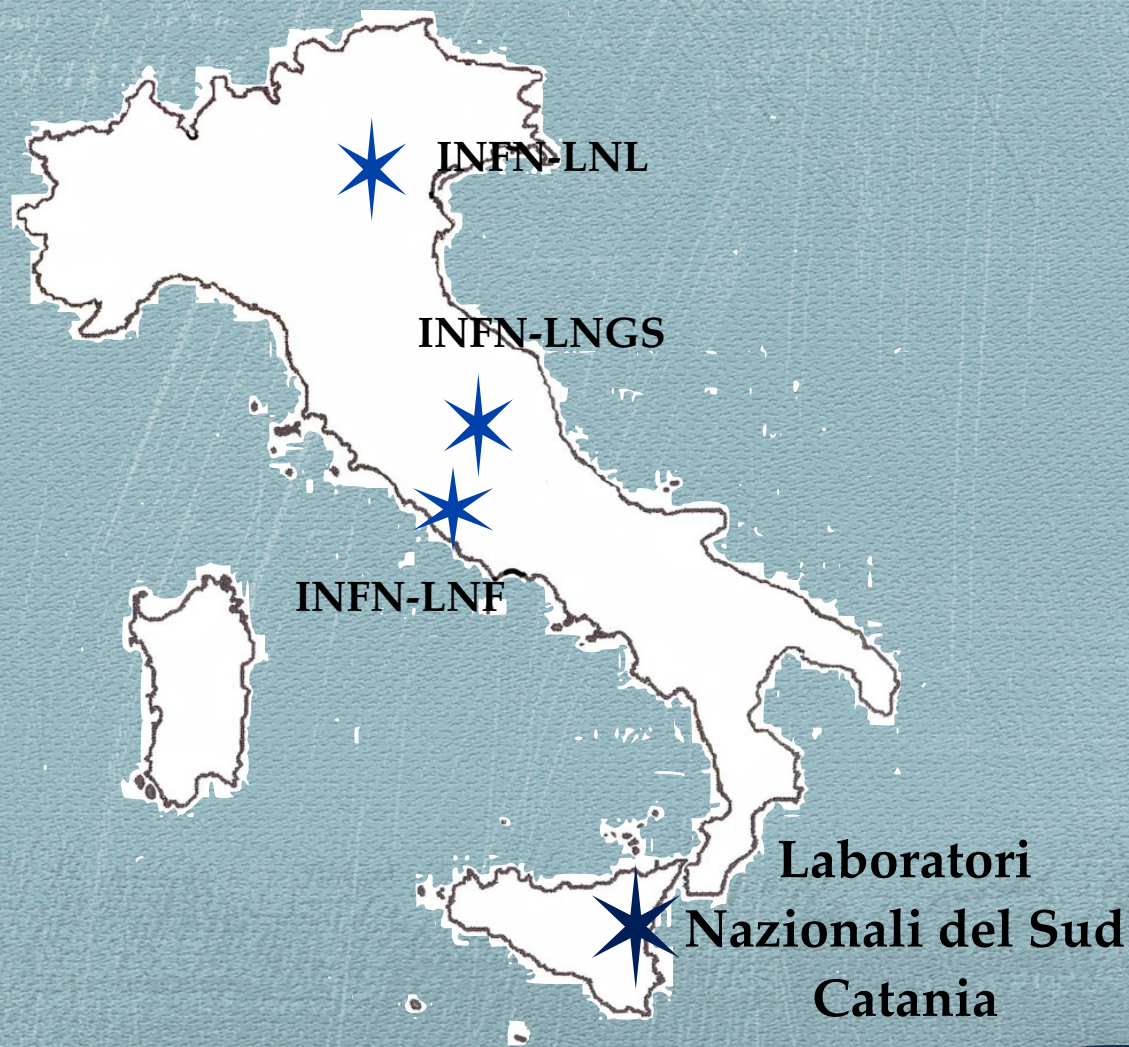 INFN-LNL
INFN-LNGS
INFN-LNF
Laboratori
Nazionali del Sud
Catania